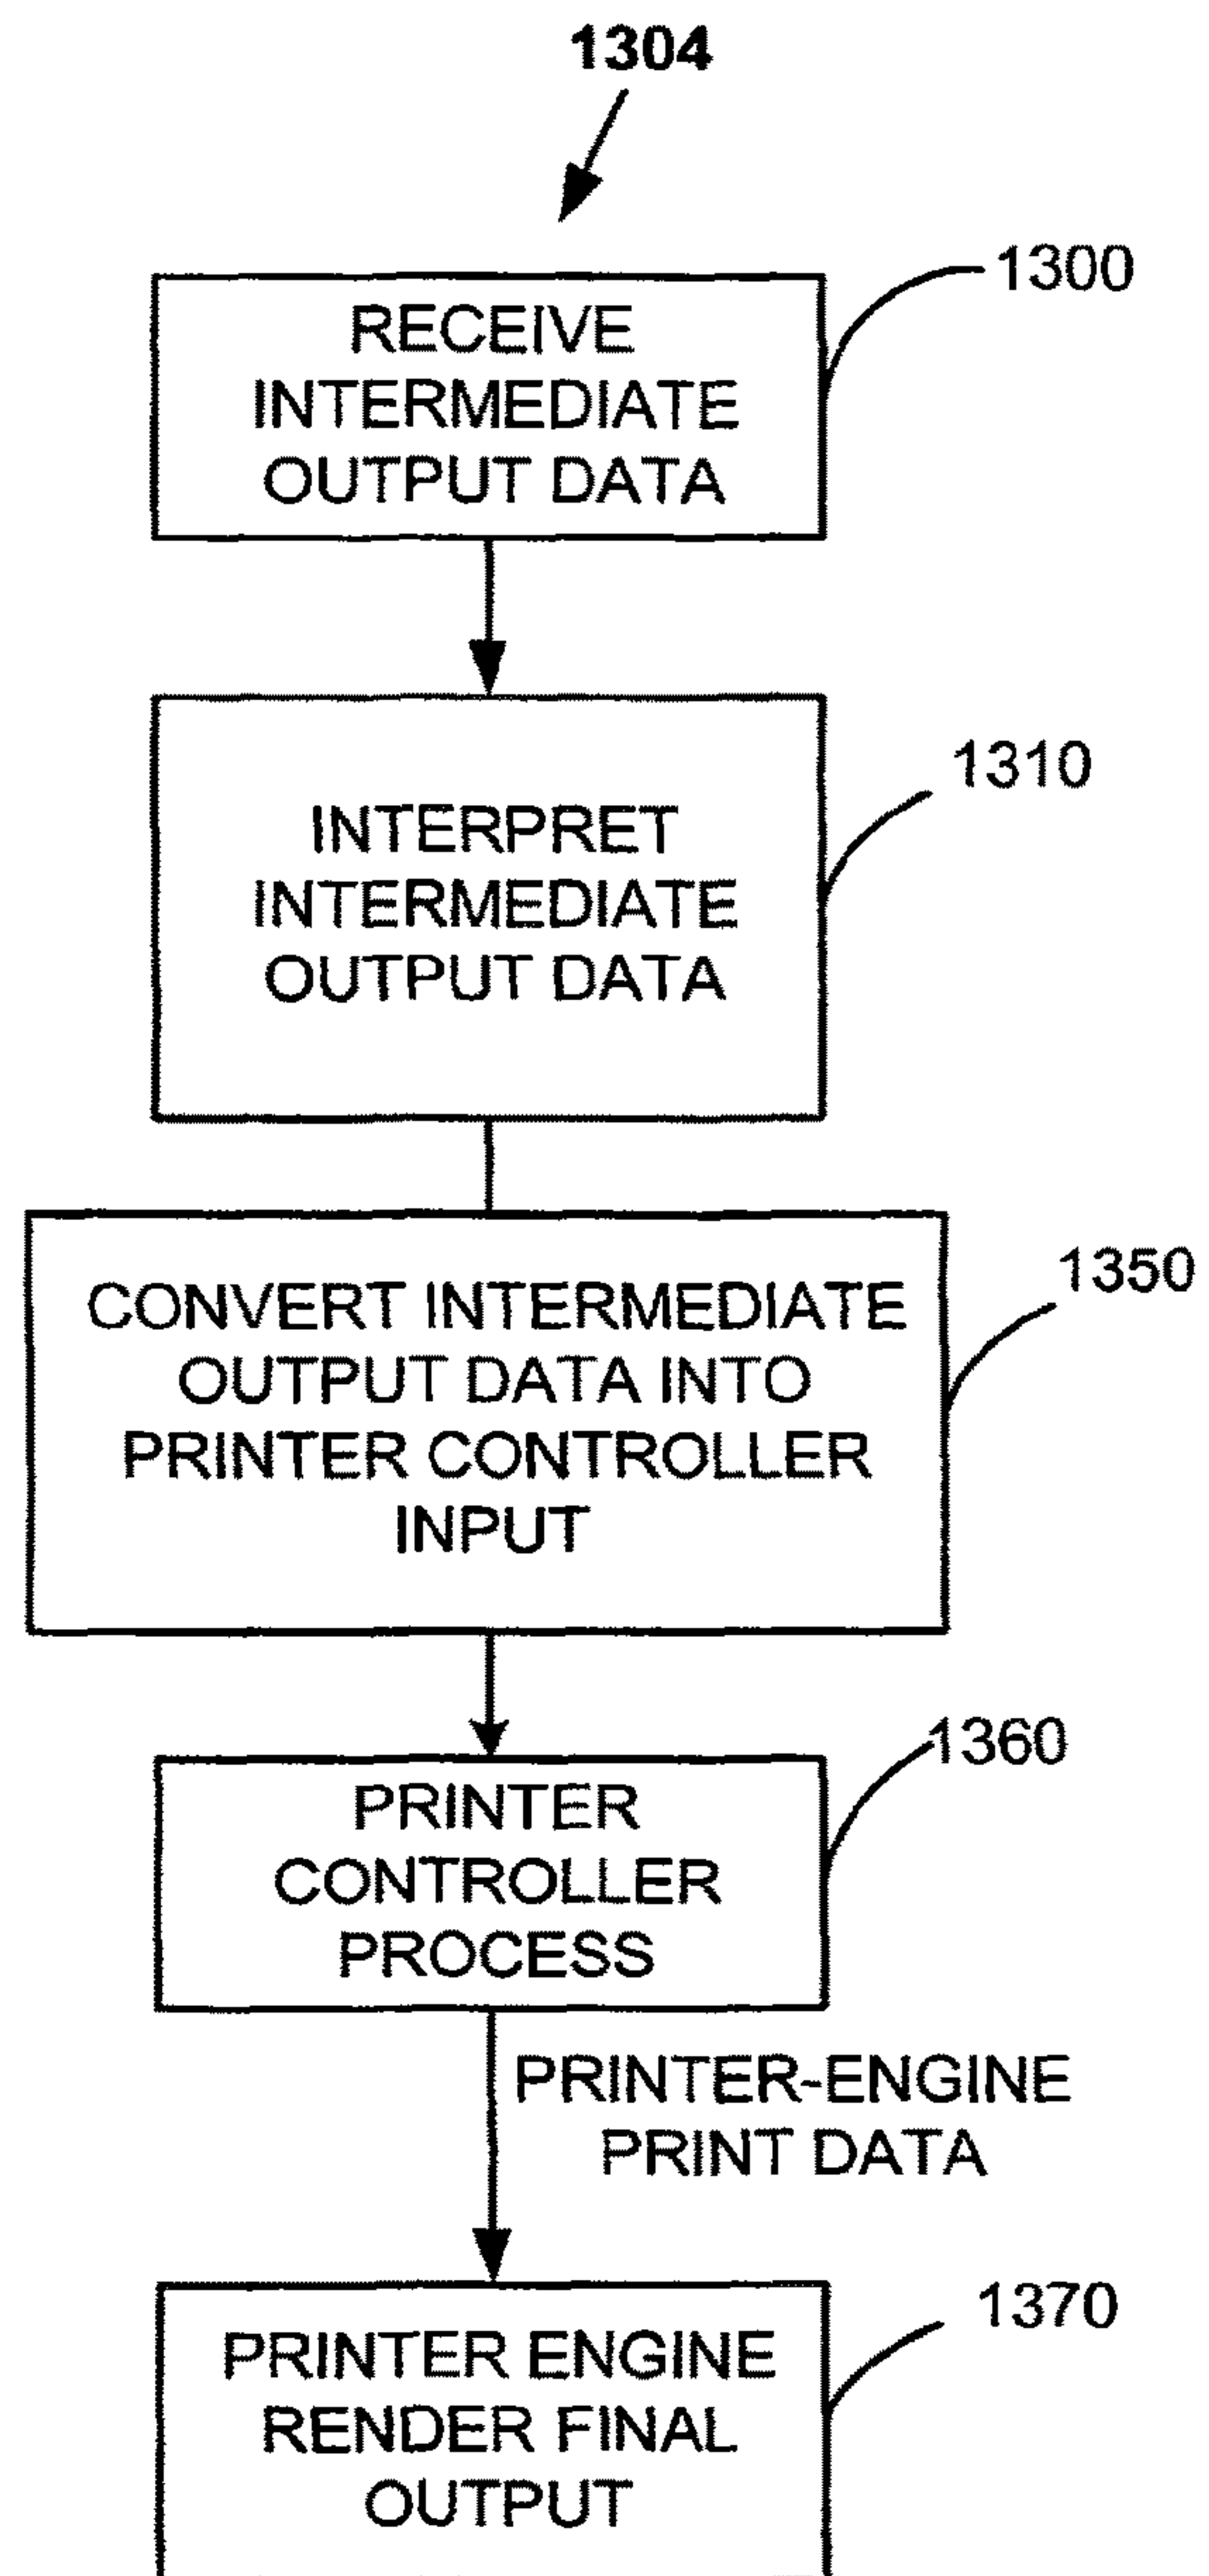 1304
1300
RECEIVE
INTERMEDIATE
OUTPUT DATA
1310
INTERPRET
INTERMEDIATE
OUTPUT DATA
1350
CONVERT INTERMEDIATE
OUTPUT DATA INTO
PRINTER CONTROLLER
INPUT
1360
PRINTER
CONTROLLER
PROCESS
PRINTER-ENGINE
PRINT DATA
1370
PRINTER ENGINE
RENDER FINAL
OUTPUT